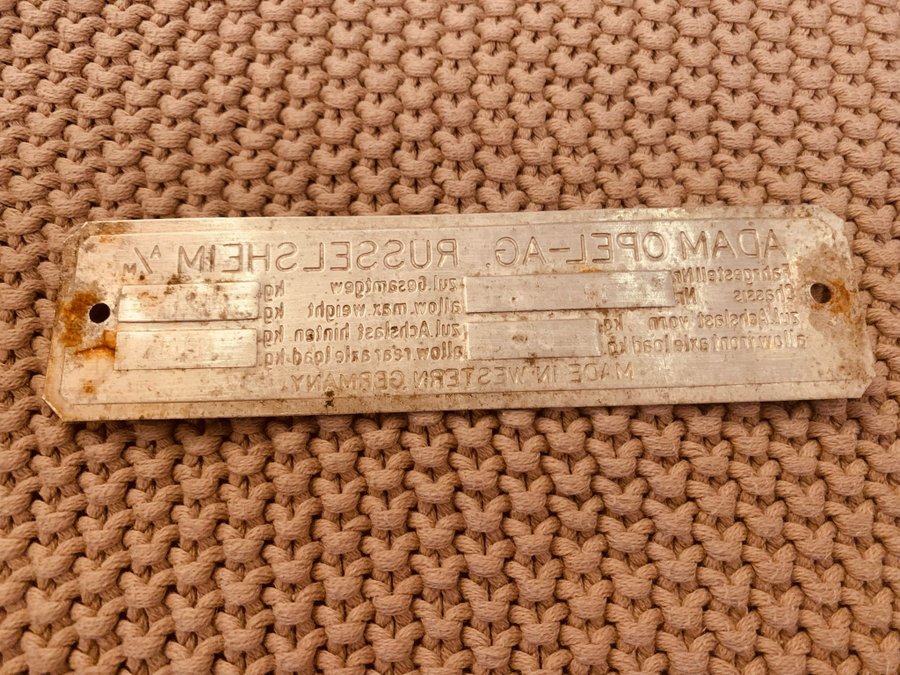 ADAM OPEL-AG. RUSSELSHEIM A/M
Fahrgestell Nr zul. Gesamtgew. kg
Chassis Nr allow. max weight kg
zul. Achslast vorn kg zul. Achslast hinten kg
allow front axle load kg allow rear axle load kg
MADE IN WESTERN GERMANY